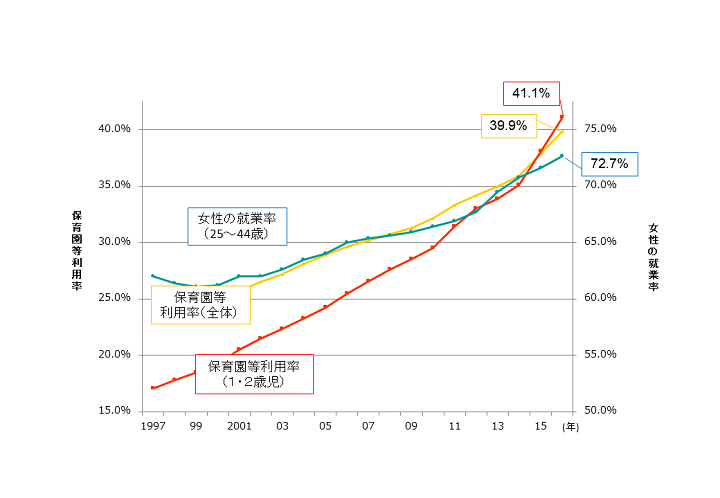 41.1%
39.9%
72.7%
40.0%
35.0%
30.0%
25.0%
20.0%
15.0%
75.0%
70.0%
65.0%
60.0%
55.0%
50.0%
保育園等利用率
女性の就業率
女性の就業率
（25～44歳）
保育園等
利用率（全体）
保育園等利用率
（１・２歳児）
1997 99 2001 03 05 07 09 11 13 15 (年)